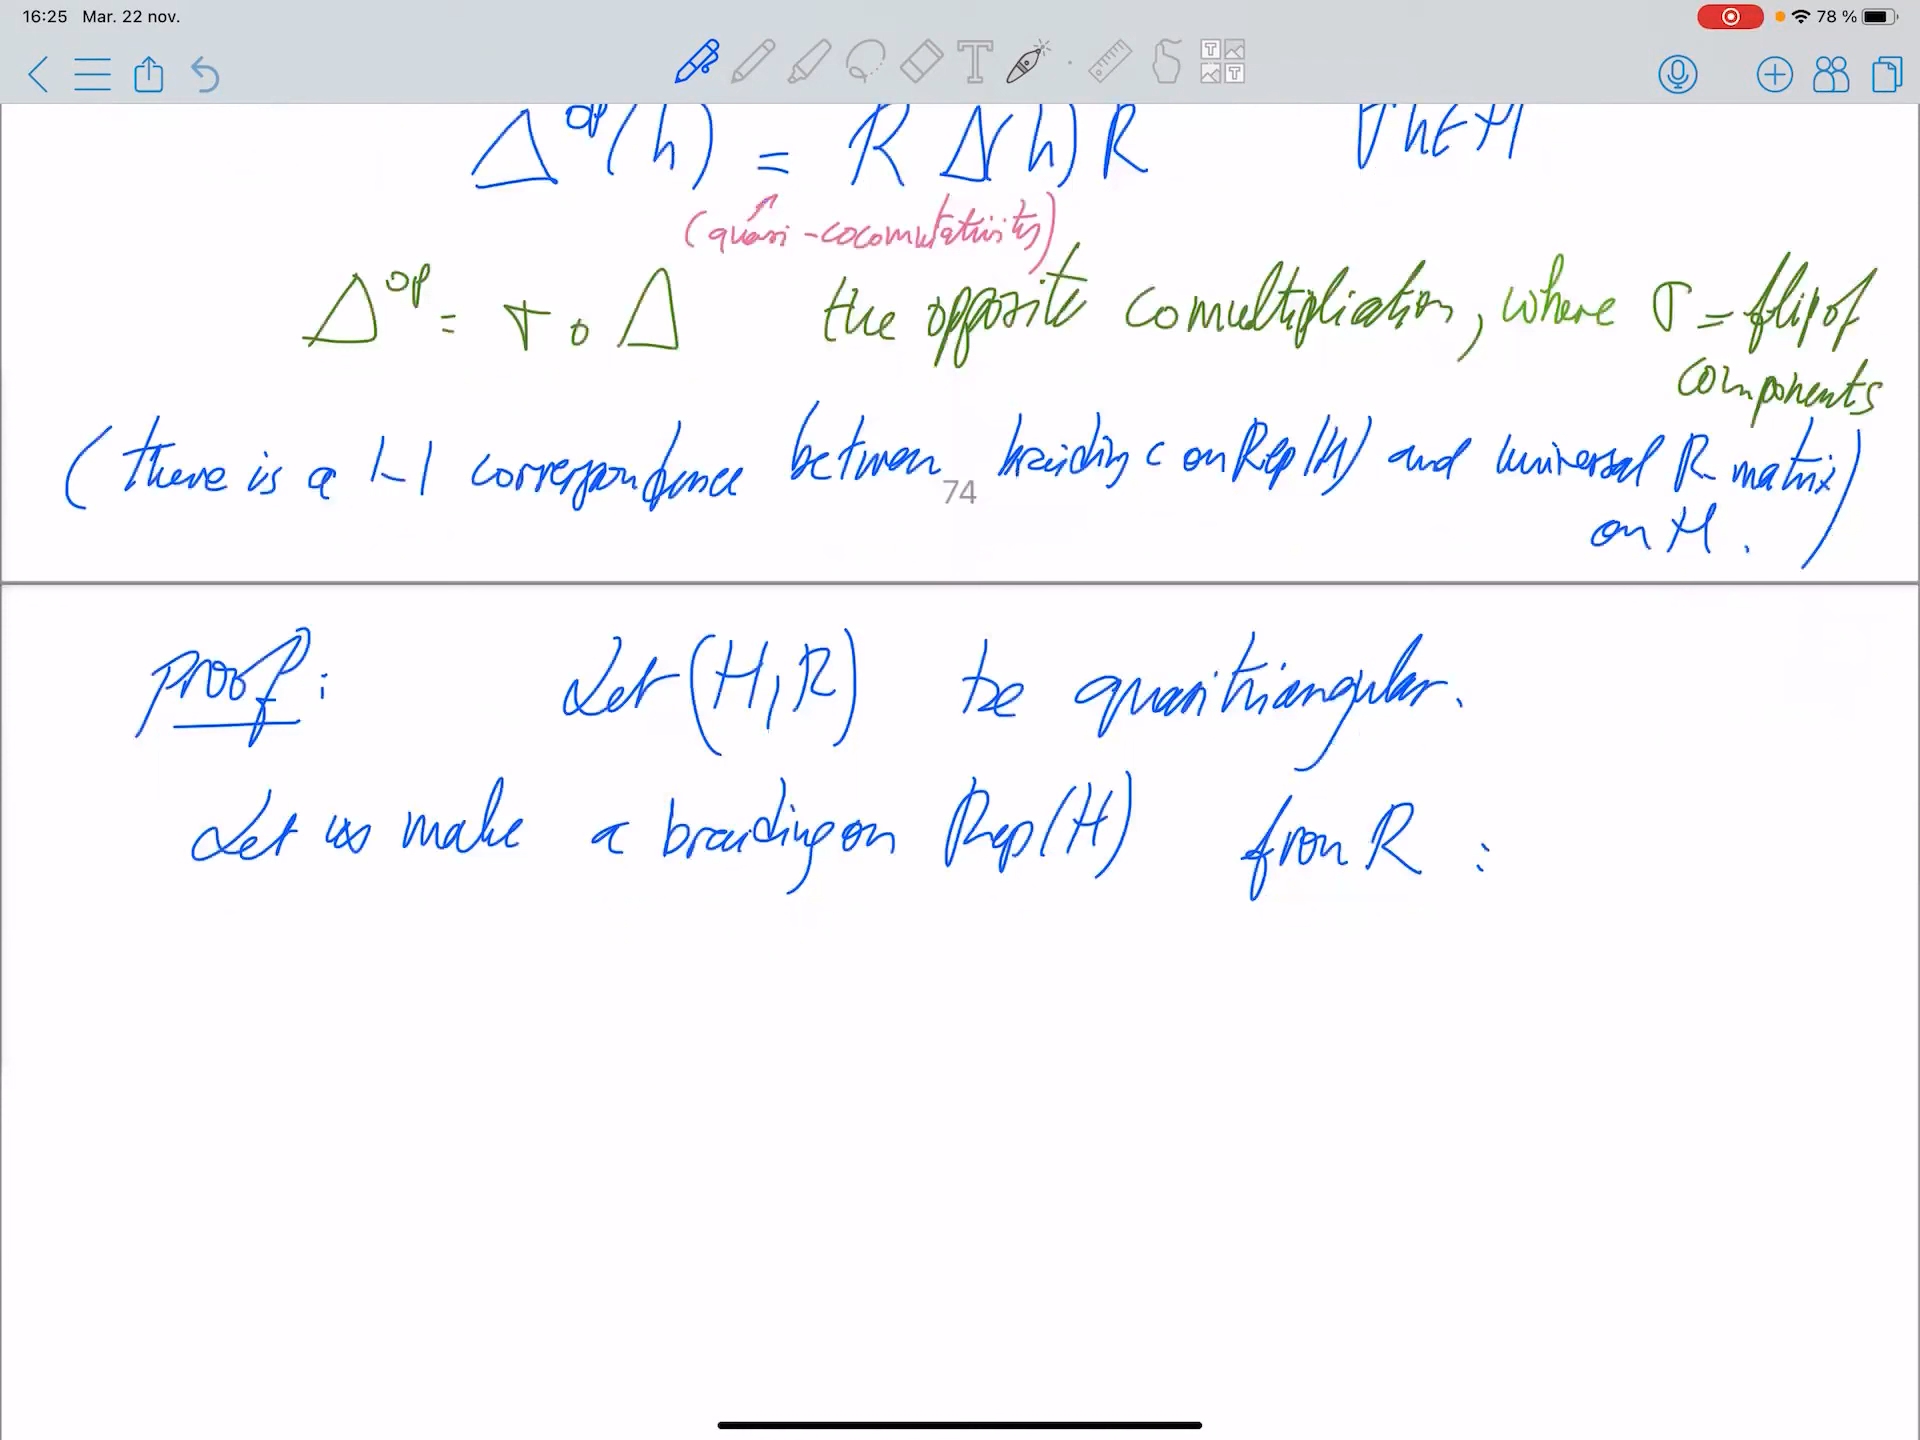 16:25 Mar. 22 nov. 78 %
Δ^op(h) = R Δ(h) R ∀h∈H
(quasi-cocomutativity)
Δ^op = σ ∘ Δ the opposite comultiplication, where σ = flip of
components
(there is a 1-1 correspondence between braiding c on Rep(H) and universal R matrix)
74
on H.
Proof: Let (H,R) be quasitriangular.
Let us make a braiding on Rep(H) from R :